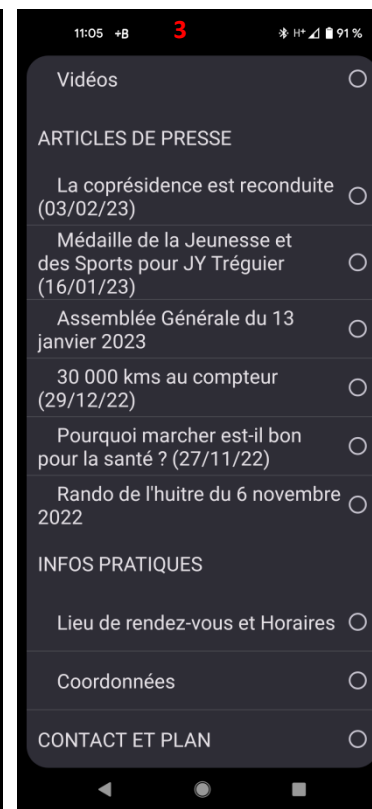 11:05 +B 3 H+ 91 %
Vidéos
ARTICLES DE PRESSE
La coprésidence est reconduite
(03/02/23)
Médaille de la Jeunesse et
des Sports pour JY Tréguier
(16/01/23)
Assemblée Générale du 13
janvier 2023
30 000 kms au compteur
(29/12/22)
Pourquoi marcher est-il bon
pour la santé ? (27/11/22)
Rando de l'huitre du 6 novembre
2022
INFOS PRATIQUES
Lieu de rendez-vous et Horaires
Coordonnées
CONTACT ET PLAN